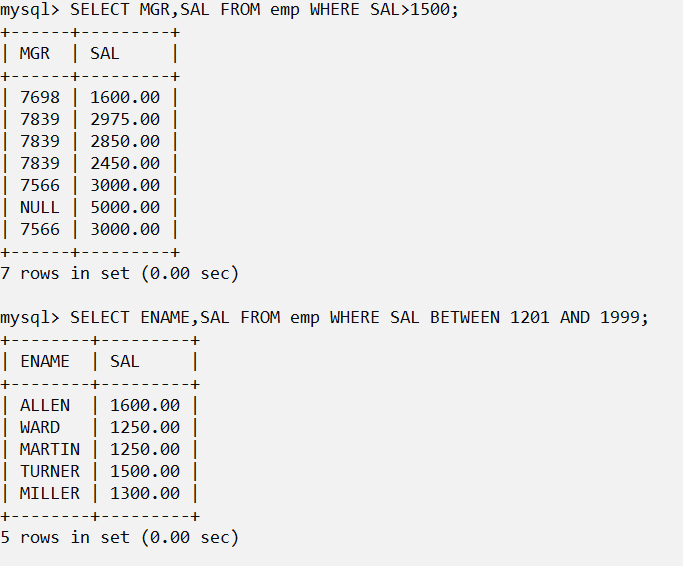 mysql> SELECT MGR,SAL FROM emp WHERE SAL>1500;
+------+---------+
| MGR  | SAL     |
+------+---------+
| 7698 | 1600.00 |
| 7839 | 2975.00 |
| 7839 | 2850.00 |
| 7839 | 2450.00 |
| 7566 | 3000.00 |
| NULL | 5000.00 |
| 7566 | 3000.00 |
+------+---------+
7 rows in set (0.00 sec)

mysql> SELECT ENAME,SAL FROM emp WHERE SAL BETWEEN 1201 AND 1999;
+--------+---------+
| ENAME  | SAL     |
+--------+---------+
| ALLEN  | 1600.00 |
| WARD   | 1250.00 |
| MARTIN | 1250.00 |
| TURNER | 1500.00 |
| MILLER | 1300.00 |
+--------+---------+
5 rows in set (0.00 sec)